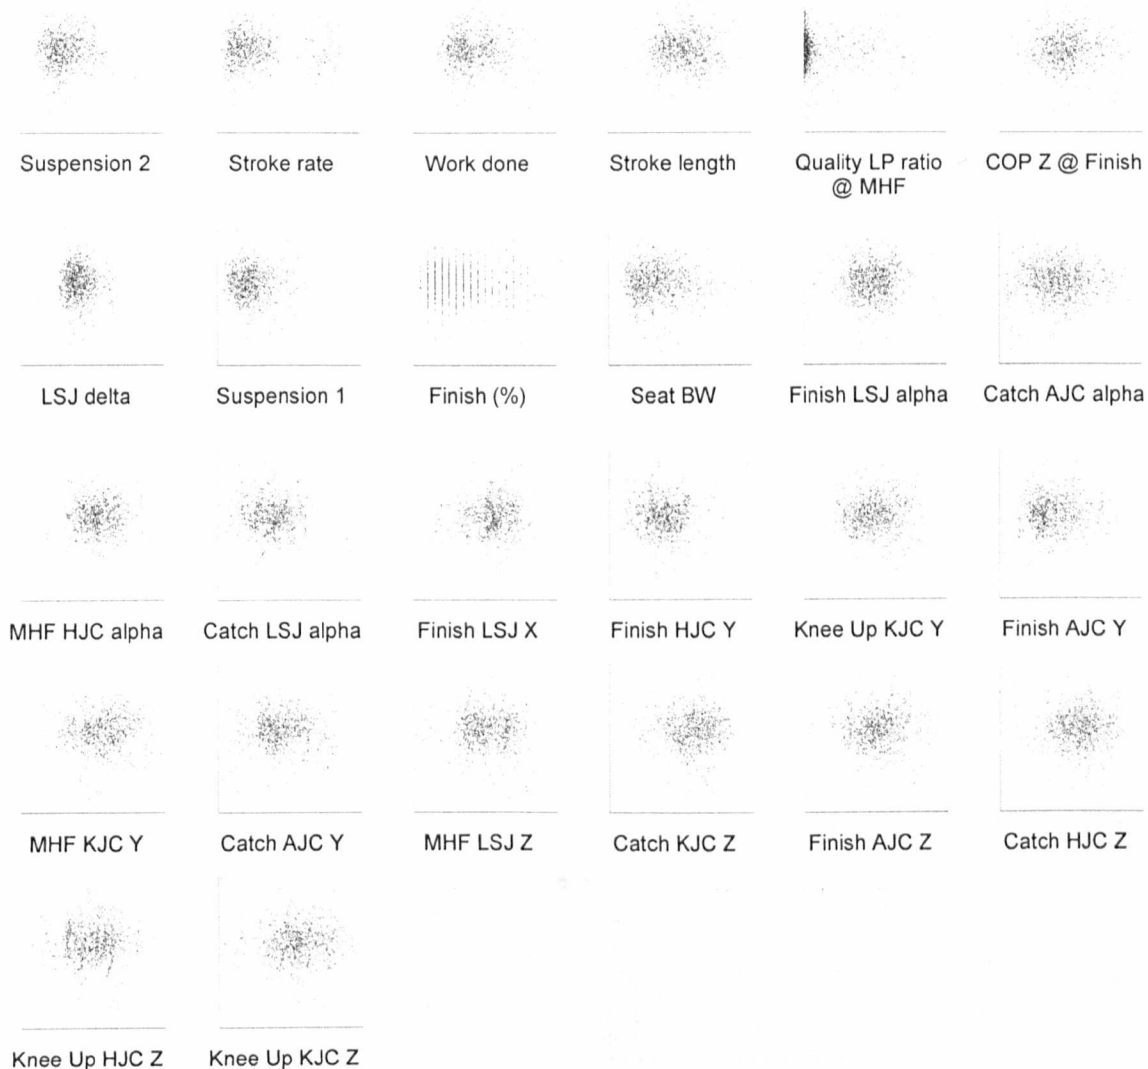 Suspension 2 Stroke rate Work done Stroke length Quality LP ratio COP Z @ Finish
@ MHF
LSJ delta Suspension 1 Finish (%) Seat BW Finish LSJ alpha Catch AJC alpha
MHF HJC alpha Catch LSJ alpha Finish LSJ X Finish HJC Y Knee Up KJC Y Finish AJC Y
MHF KJC Y Catch AJC Y MHF LSJ Z Catch KJC Z Finish AJC Z Catch HJC Z
Knee Up HJC Z Knee Up KJC Z